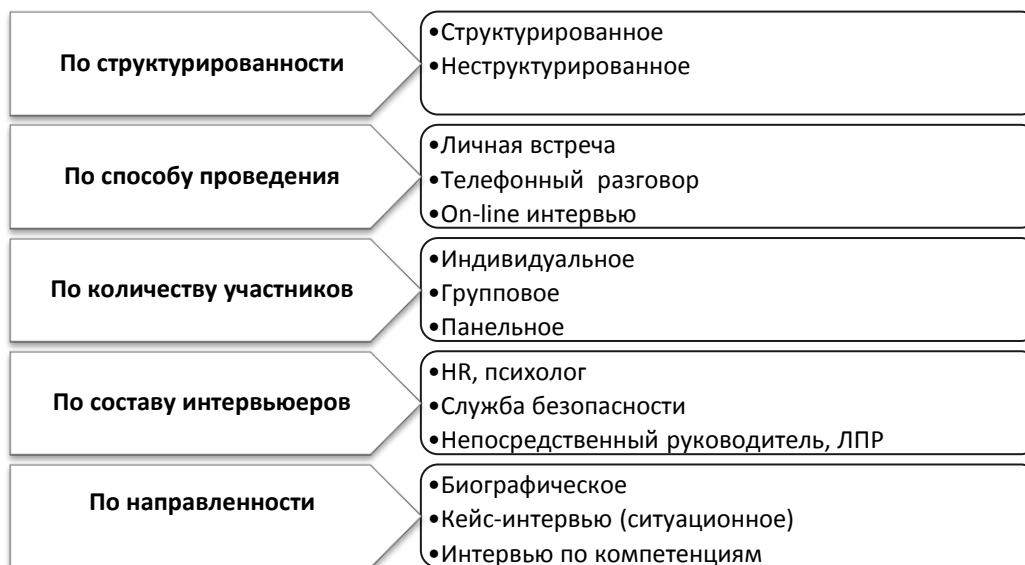 По структурированности
•Структурированное
•Неструктурированное
По способу проведения
•Личная встреча
•Телефонный разговор
•On-line интервью
По количеству участников
•Индивидуальное
•Групповое
•Панельное
По составу интервьюеров
•HR, психолог
•Служба безопасности
•Непосредственный руководитель, ЛПР
По направленности
•Биографическое
•Кейс-интервью (ситуационное)
•Интервью по компетенциям